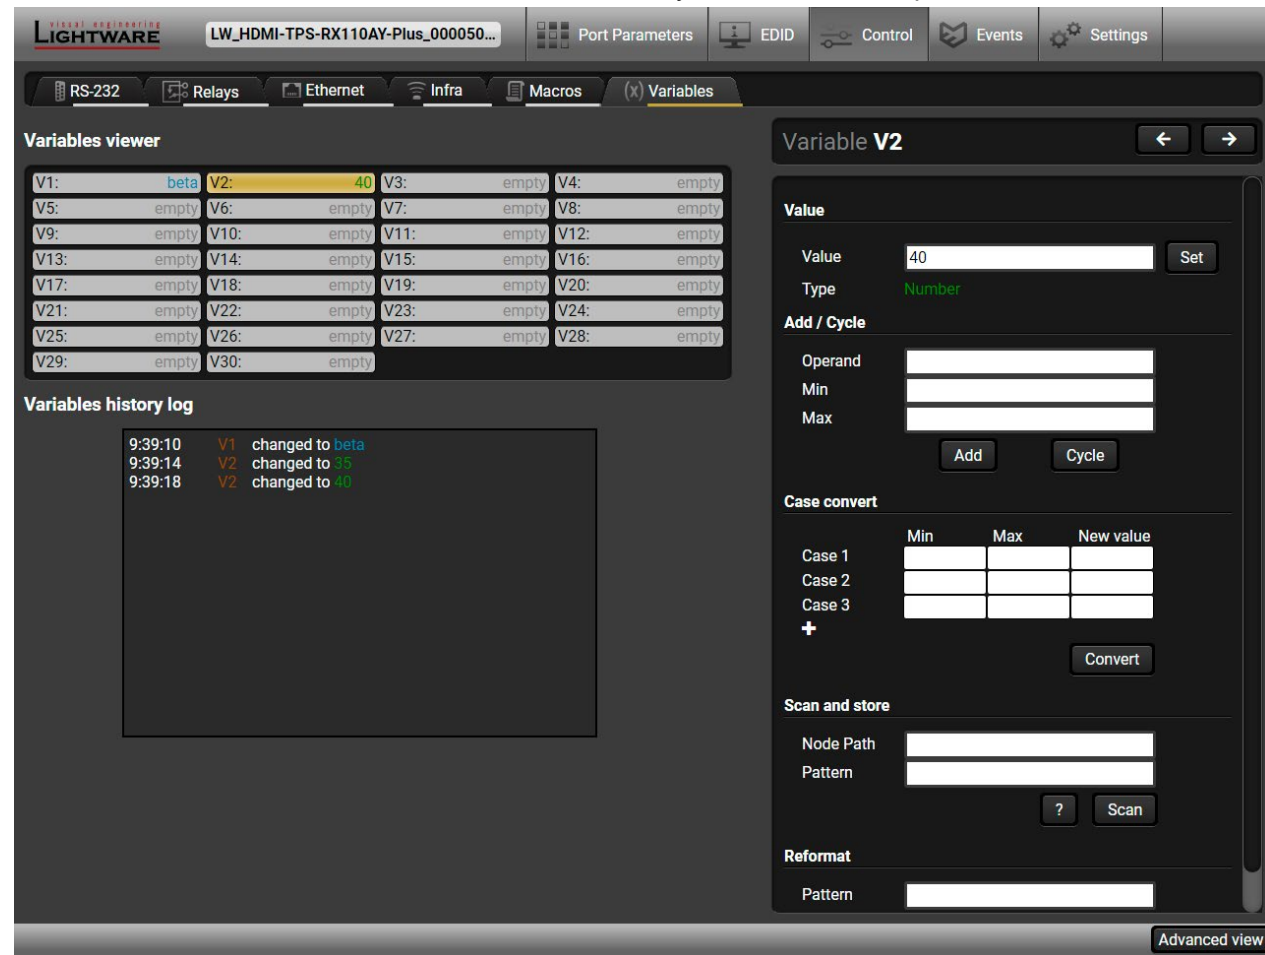 visual engineering
LIGHTWARE
LW_HDMI-TPS-RX110AY-Plus_000050...
Port Parameters
EDID
Control
Events
Settings
RS-232
Relays
Ethernet
Infra
Macros
(x) Variables
Variables viewer
V1: beta V2: 40 V3: empty V4: empty
V5: empty V6: empty V7: empty V8: empty
V9: empty V10: empty V11: empty V12: empty
V13: empty V14: empty V15: empty V16: empty
V17: empty V18: empty V19: empty V20: empty
V21: empty V22: empty V23: empty V24: empty
V25: empty V26: empty V27: empty V28: empty
V29: empty V30: empty
Variables history log
9:39:10 V1 changed to beta
9:39:14 V2 changed to 35
9:39:18 V2 changed to 40
Variable V2
Value
Value 40 Set
Type Number
Add / Cycle
Operand
Min
Max
Add Cycle
Case convert
Min Max New value
Case 1
Case 2
Case 3
Convert
Scan and store
Node Path
Pattern
? Scan
Reformat
Pattern
Advanced view